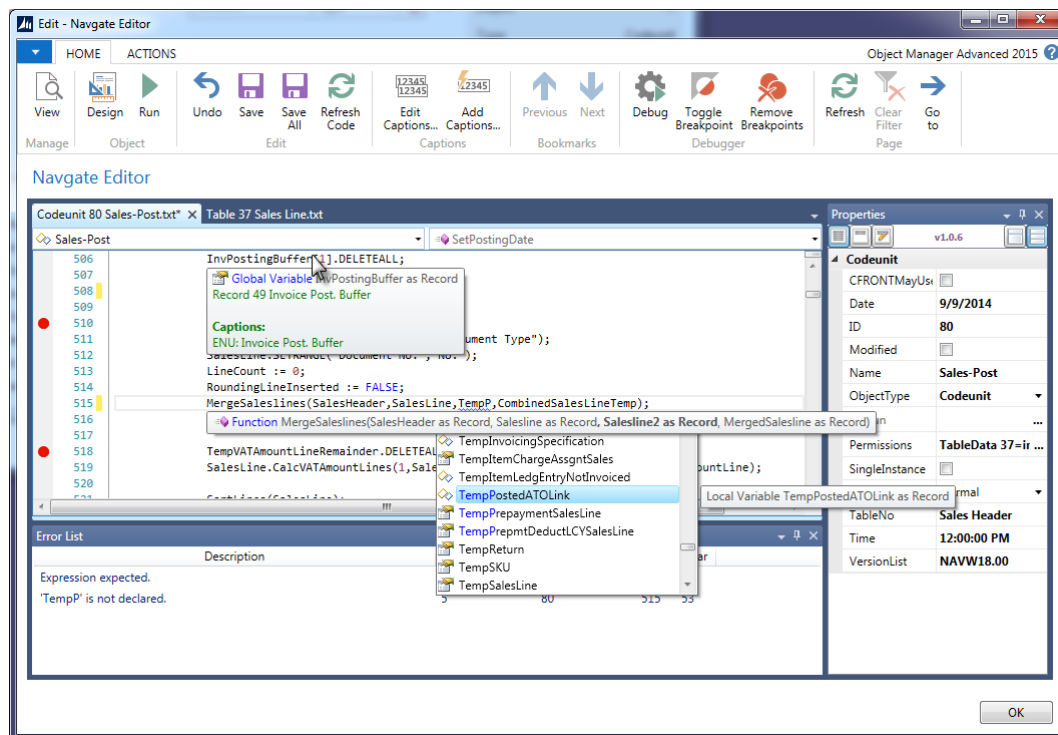 Edit - Navgate Editor
HOME ACTIONS Object Manager Advanced 2015
View Design Run Undo Save Save All Refresh Code Edit Captions... Add Captions... Previous Next Debug Toggle Breakpoint Remove Breakpoints Refresh Clear Filter Go to
Manage Object Edit Captions Bookmarks Debugger Page
Navgate Editor
Codeunit 80 Sales-Post.txt* Table 37 Sales Line.txt
Sales-Post SetPostingDate
506 InvPostingBuffer[1].DELETEALL;
507 Global Variable InvPostingBuffer as Record
508 Record 49 Invoice Post. Buffer
509
510 Captions:
511 ENU: Invoice Post. Buffer ument Type");
512 SalesLine.SETRANGE("Document No.","No.");
513 LineCount := 0;
514 RoundingLineInserted := FALSE;
515 MergeSaleslines(SalesHeader,SalesLine,TempP,CombinedSalesLineTemp);
516 Function MergeSaleslines(SalesHeader as Record, Salesline as Record, Salesline2 as Record, MergedSalesline as Record)
517 TempInvoicingSpecification
518 TempVATAmountLineRemainder.DELETEAL TempItemChargeAssgntSales
519 SalesLine.CalcVATAmountLines(1,Sale TempItemLedgEntryNotInvoiced ountLine);
520 TempPostedATOLink Local Variable TempPostedATOLink as Record
521 SortLines(SalesLine); TempPrepaymentSalesLine
TempPrepmtDeductLCYSalesLine
TempReturn
TempSKU
TempSalesLine
Error List
Description ar
Expression expected.
'TempP' is not declared. 5 80 515 53
Properties
v1.0.6
Codeunit
CFRONTMayUse
Date 9/9/2014
ID 80
Modified
Name Sales-Post
ObjectType Codeunit
n ...
Permissions TableData 37=ir ...
SingleInstance
rmal
TableNo Sales Header
Time 12:00:00 PM
VersionList NAVW18.00
OK